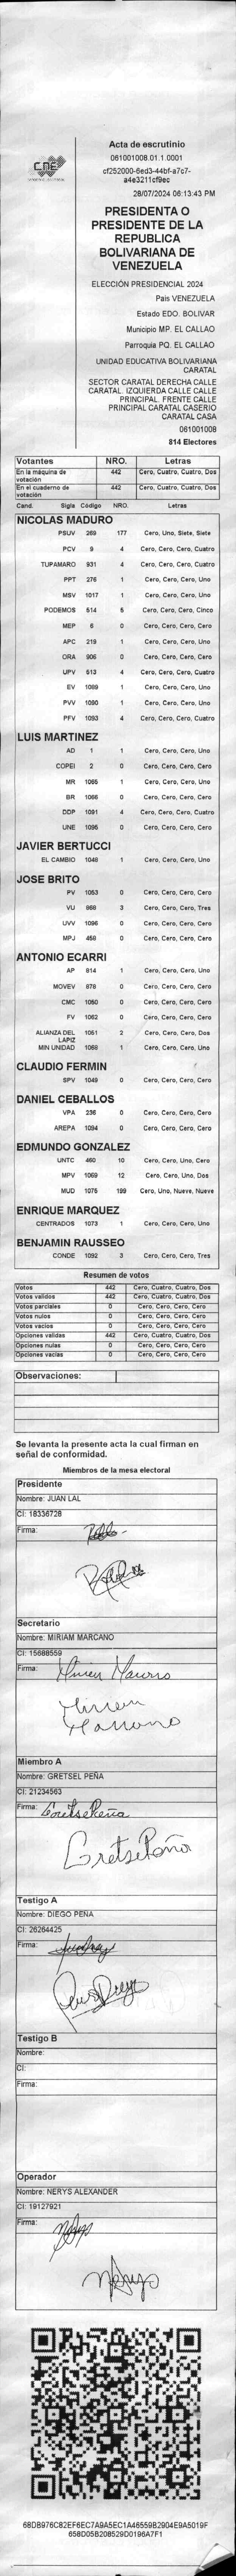 CNE
Acta de escrutinio
061001008.01.1.0001
cf252000-6ed3-44bf-a7c7-
a4e3211cf9ec
28/07/2024 06:13:43 PM
PRESIDENTA O
PRESIDENTE DE LA
REPUBLICA
BOLIVARIANA DE
VENEZUELA
ELECCIÓN PRESIDENCIAL 2024
País VENEZUELA
Estado EDO. BOLIVAR
Municipio MP. EL CALLAO
Parroquia PQ. EL CALLAO
UNIDAD EDUCATIVA BOLIVARIANA
CARATAL
SECTOR CARATAL DERECHA CALLE
CARATAL. IZQUIERDA CALLE CALLE
PRINCIPAL. FRENTE CALLE
PRINCIPAL CARATAL CASERIO
CARATAL CASA
061001008
814 Electores
Votantes NRO. Letras
En la máquina de votación 442 Cero, Cuatro, Cuatro, Dos
En el cuaderno de votación 442 Cero, Cuatro, Cuatro, Dos
Cand. Sigla Código NRO. Letras
NICOLAS MADURO
PSUV 269 177 Cero, Uno, Siete, Siete
PCV 9 4 Cero, Cero, Cero, Cuatro
TUPAMARO 931 4 Cero, Cero, Cero, Cuatro
PPT 276 1 Cero, Cero, Cero, Uno
MSV 1017 1 Cero, Cero, Cero, Uno
PODEMOS 514 5 Cero, Cero, Cero, Cinco
MEP 6 0 Cero, Cero, Cero, Cero
APC 219 1 Cero, Cero, Cero, Uno
ORA 906 0 Cero, Cero, Cero, Cero
UPV 513 4 Cero, Cero, Cero, Cuatro
EV 1089 1 Cero, Cero, Cero, Uno
PVV 1090 1 Cero, Cero, Cero, Uno
PFV 1093 4 Cero, Cero, Cero, Cuatro
LUIS MARTINEZ
AD 1 1 Cero, Cero, Cero, Uno
COPEI 2 0 Cero, Cero, Cero, Cero
MR 1065 1 Cero, Cero, Cero, Uno
BR 1066 0 Cero, Cero, Cero, Cero
DDP 1091 4 Cero, Cero, Cero, Cuatro
UNE 1095 0 Cero, Cero, Cero, Cero
JAVIER BERTUCCI
EL CAMBIO 1048 1 Cero, Cero, Cero, Uno
JOSE BRITO
PV 1053 0 Cero, Cero, Cero, Cero
VU 868 3 Cero, Cero, Cero, Tres
UVV 1096 0 Cero, Cero, Cero, Cero
MPJ 458 0 Cero, Cero, Cero, Cero
ANTONIO ECARRI
AP 814 1 Cero, Cero, Cero, Uno
MOVEV 878 0 Cero, Cero, Cero, Cero
CMC 1050 0 Cero, Cero, Cero, Cero
FV 1062 0 Cero, Cero, Cero, Cero
ALIANZA DEL LAPIZ 1051 2 Cero, Cero, Cero, Dos
MIN UNIDAD 1088 1 Cero, Cero, Cero, Uno
CLAUDIO FERMIN
SPV 1049 0 Cero, Cero, Cero, Cero
DANIEL CEBALLOS
VPA 236 0 Cero, Cero, Cero, Cero
AREPA 1094 0 Cero, Cero, Cero, Cero
EDMUNDO GONZALEZ
UNTC 460 10 Cero, Cero, Uno, Cero
MPV 1069 12 Cero, Cero, Uno, Dos
MUD 1075 199 Cero, Uno, Nueve, Nueve
ENRIQUE MARQUEZ
CENTRADOS 1073 1 Cero, Cero, Cero, Uno
BENJAMIN RAUSSEO
CONDE 1092 3 Cero, Cero, Cero, Tres
Resumen de votos
Votos 442 Cero, Cuatro, Cuatro, Dos
Votos validos 442 Cero, Cuatro, Cuatro, Dos
Votos parciales 0 Cero, Cero, Cero, Cero
Votos nulos 0 Cero, Cero, Cero, Cero
Votos vacios 0 Cero, Cero, Cero, Cero
Opciones validas 442 Cero, Cuatro, Cuatro, Dos
Opciones nulas 0 Cero, Cero, Cero, Cero
Opciones vacias 0 Cero, Cero, Cero, Cero
Observaciones:
Se levanta la presente acta la cual firman en
señal de conformidad.
Miembros de la mesa electoral
Presidente
Nombre: JUAN LAL
CI: 18336728
Firma:
Secretario
Nombre: MIRIAM MARCANO
CI: 15688559
Firma: Miriam Marcano
Miriam
Marcano
Miembro A
Nombre: GRETSEL PEÑA
CI: 21234563
Firma: Gretsel Peña
Gretsel Peña
Testigo A
Nombre: DIEGO PEÑA
CI: 26264425
Firma:
Testigo B
Nombre:
CI:
Firma:
Operador
Nombre: NERYS ALEXANDER
CI: 19127921
Firma: Nerys
Nerys
68DB976C82EF6EC7A9A5EC1A46559B2904E9A5019F
658D05B208529D0196A7F1